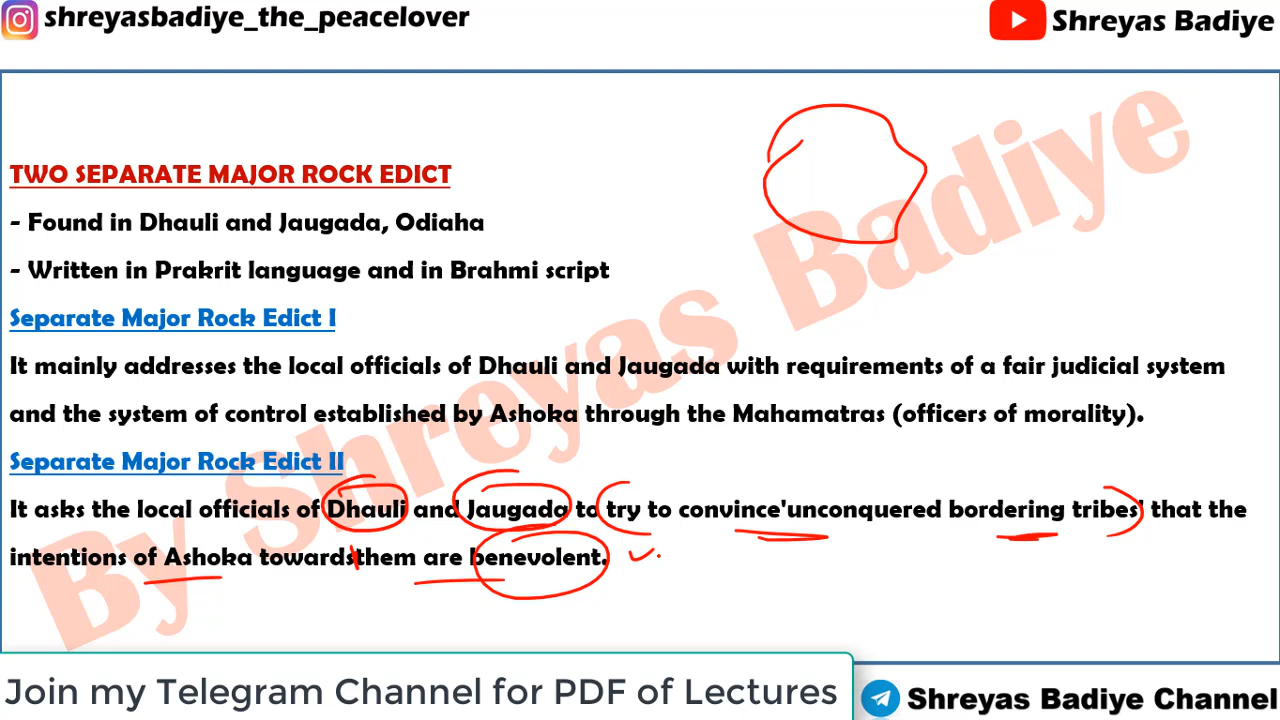 shreyasbadiye_the_peacelover
Shreyas Badiye
TWO SEPARATE MAJOR ROCK EDICT
- Found in Dhauli and Jaugada, Odiaha
- Written in Prakrit language and in Brahmi script
Separate Major Rock Edict I
It mainly addresses the local officials of Dhauli and Jaugada with requirements of a fair judicial system
and the system of control established by Ashoka through the Mahamatras (officers of morality).
Separate Major Rock Edict II
It asks the local officials of Dhauli and Jaugada to try to convince'unconquered bordering tribes' that the
intentions of Ashoka towards them are benevolent.
By Shreyas Badiye
Join my Telegram Channel for PDF of Lectures
Shreyas Badiye Channel